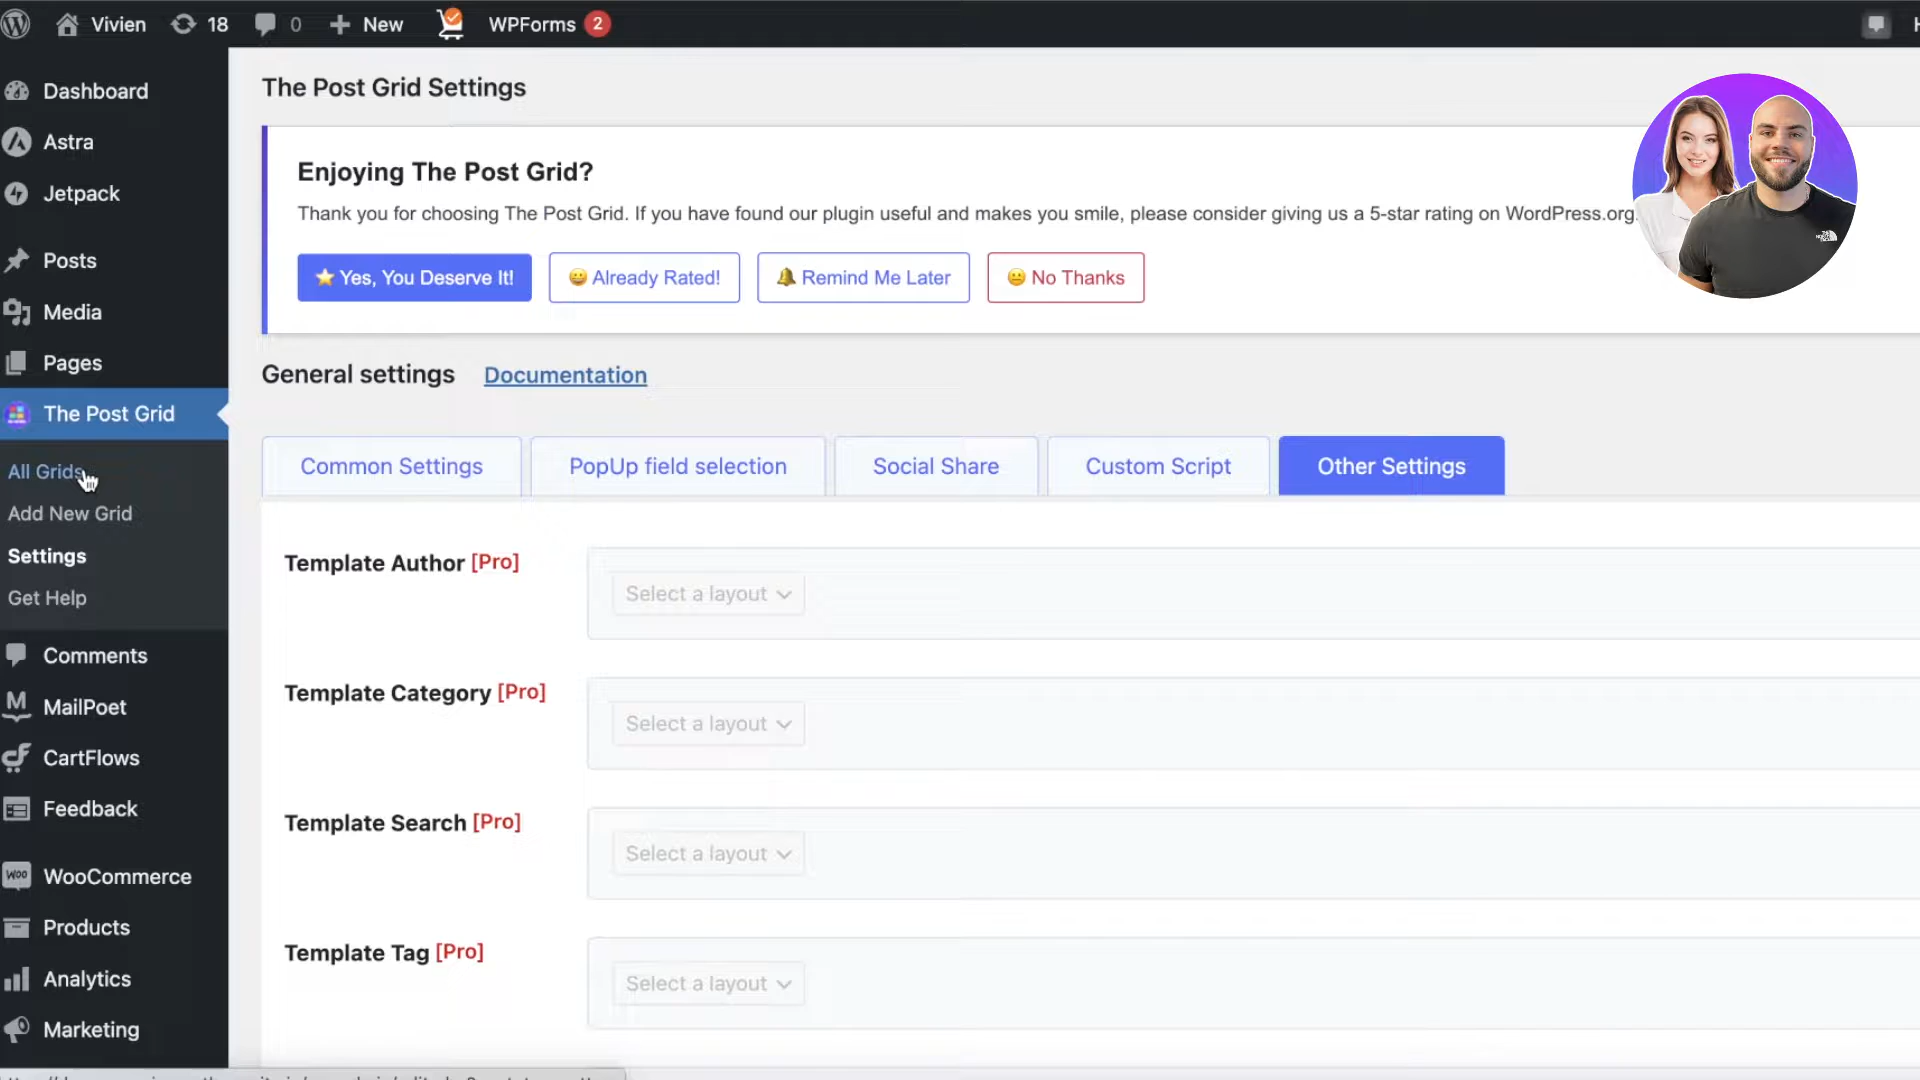 Vivien
18
0
New
WPForms 2
Dashboard
Astra
Jetpack
Posts
Media
Pages
The Post Grid
All Grids
Add New Grid
Settings
Get Help
Comments
MailPoet
CartFlows
Feedback
WooCommerce
Products
Analytics
Marketing
The Post Grid Settings
Enjoying The Post Grid?
Thank you for choosing The Post Grid. If you have found our plugin useful and makes you smile, please consider giving us a 5-star rating on WordPress.org.
⭐ Yes, You Deserve It!
😀 Already Rated!
🔔 Remind Me Later
😐 No Thanks
General settings Documentation
Common Settings
PopUp field selection
Social Share
Custom Script
Other Settings
Template Author [Pro]
Select a layout
Template Category [Pro]
Select a layout
Template Search [Pro]
Select a layout
Template Tag [Pro]
Select a layout